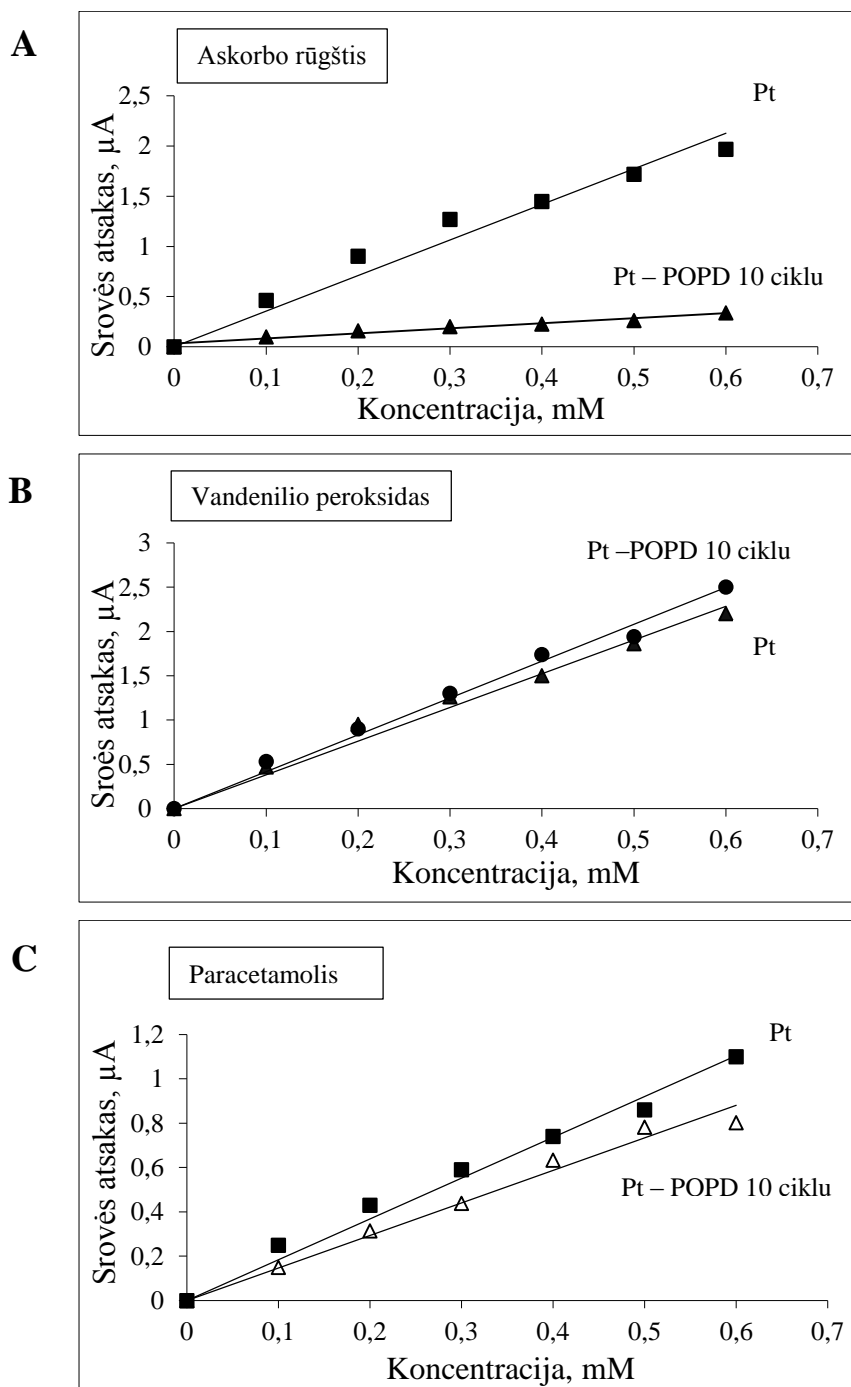 A
Askorbo rūgštis
Srovės atsakas, µA
2,5
2
1,5
1
0,5
0
Pt
Pt – POPD 10 ciklu
0 0,1 0,2 0,3 0,4 0,5 0,6 0,7
Koncentracija, mM
B
Vandenilio peroksidas
Sroės atsakas, µA
3
2,5
2
1,5
1
0,5
0
Pt –POPD 10 ciklu
Pt
0 0,1 0,2 0,3 0,4 0,5 0,6 0,7
Koncentracija, mM
C
Paracetamolis
Srovės atsakas, µA
1,2
1
0,8
0,6
0,4
0,2
0
Pt
Pt – POPD 10 ciklu
0 0,1 0,2 0,3 0,4 0,5 0,6 0,7
Koncentracija, mM